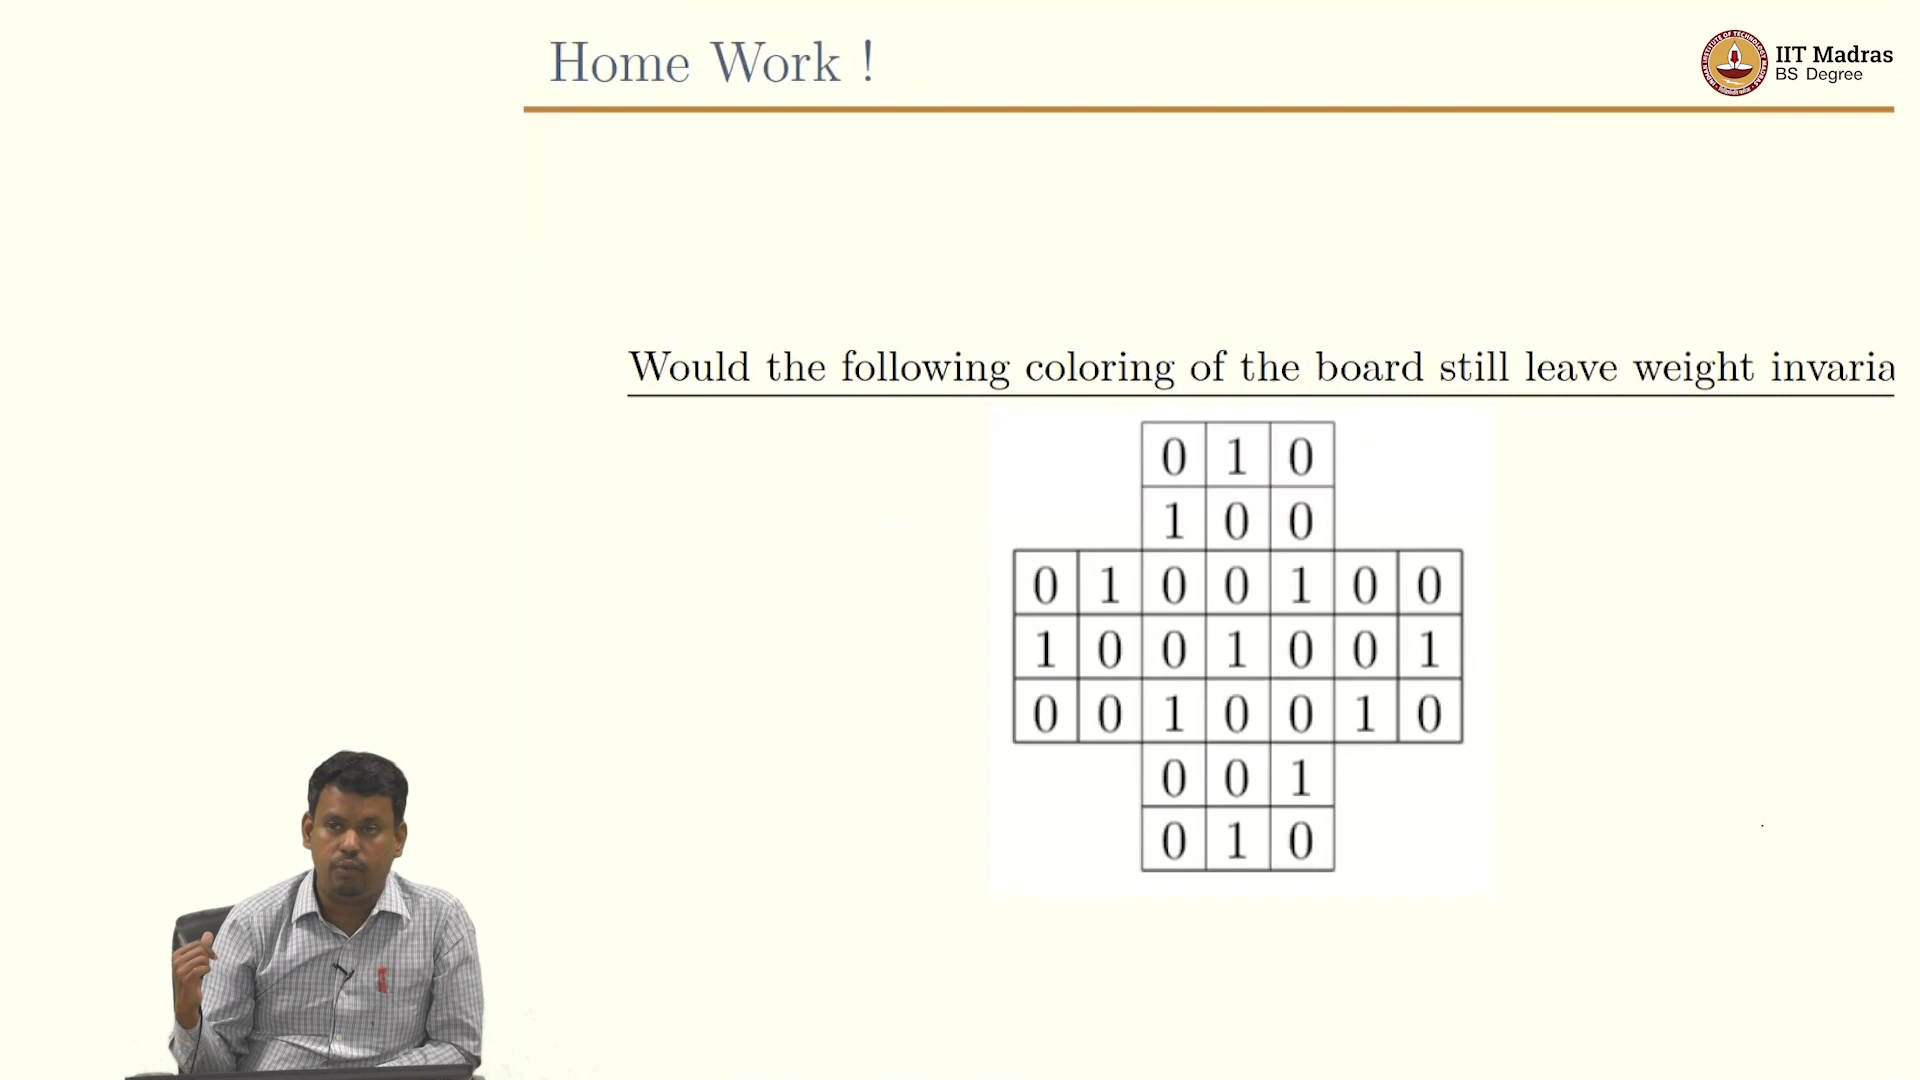 Home Work !
IIT Madras
BS Degree
Would the following coloring of the board still leave weight invaria
0 1 0
1 0 0
0 1 0 0 1 0 0
1 0 0 1 0 0 1
0 0 1 0 0 1 0
0 0 1
0 1 0